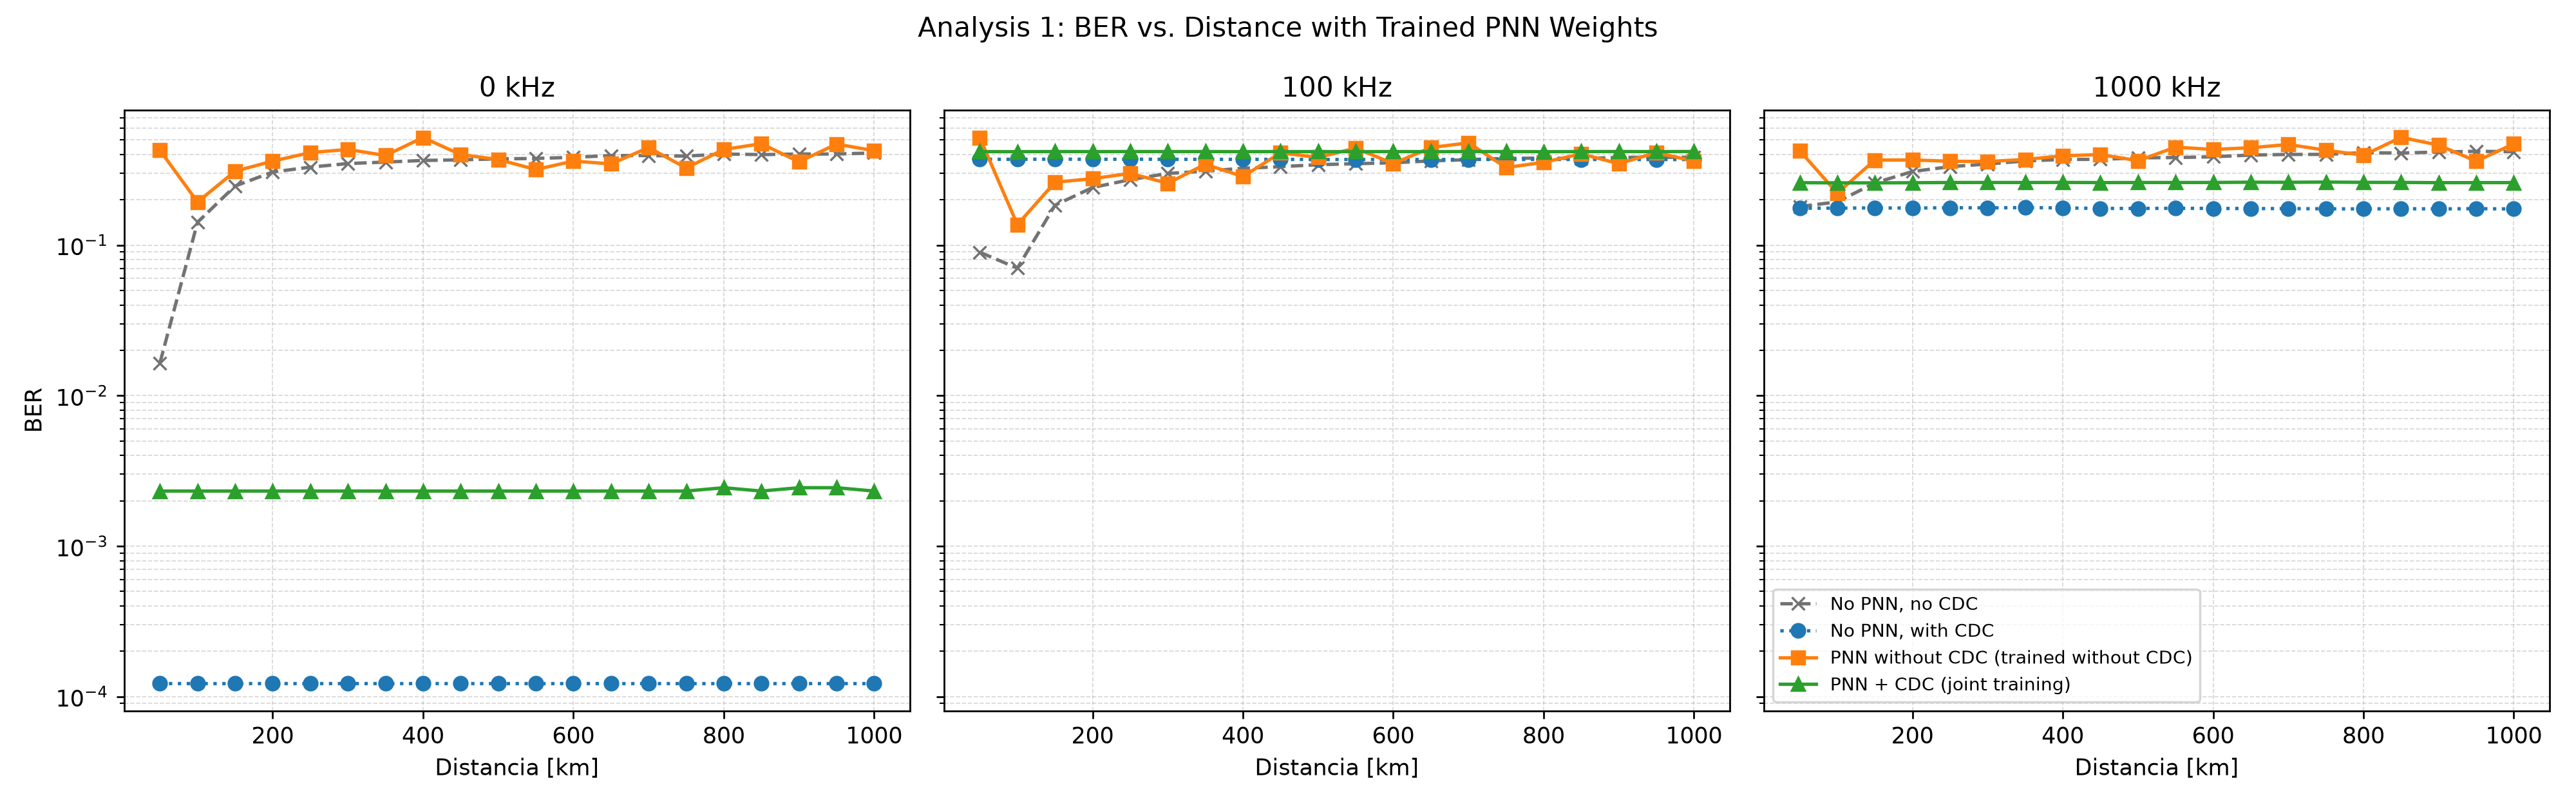 Analysis 1: BER vs. Distance with Trained PNN Weights
0 kHz
100 kHz
1000 kHz
BER
10⁻¹
10⁻²
10⁻³
10⁻⁴
200 400 600 800 1000
200 400 600 800 1000
200 400 600 800 1000
Distancia [km]
Distancia [km]
Distancia [km]
No PNN, no CDC
No PNN, with CDC
PNN without CDC (trained without CDC)
PNN + CDC (joint training)